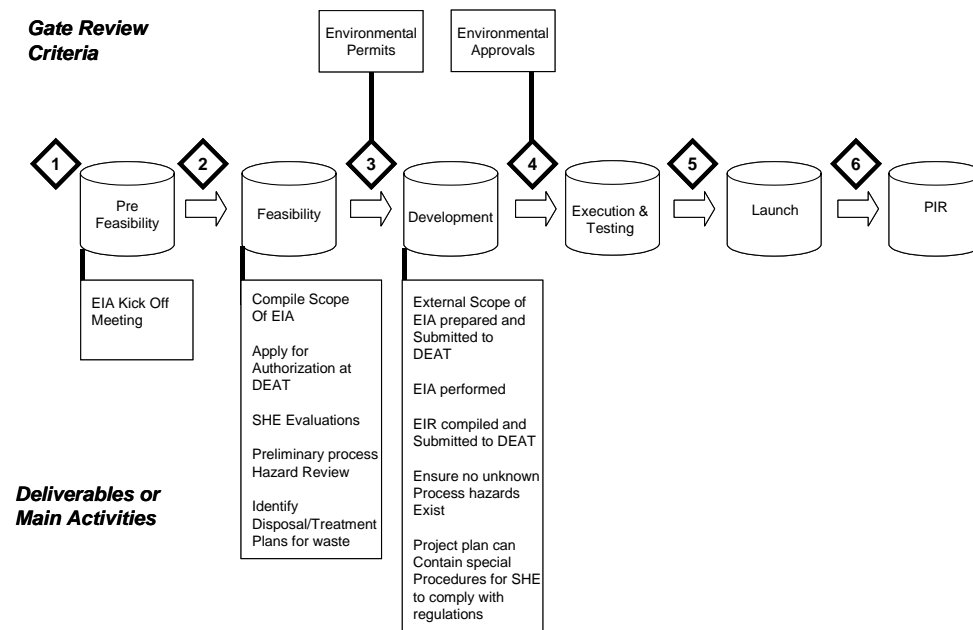 Gate Review
Criteria
Environmental
Permits
Environmental
Approvals
1
2
3
4
5
6
Pre
Feasibility
Feasibility
Development
Execution &
Testing
Launch
PIR
EIA Kick Off
Meeting
Compile Scope
Of EIA
Apply for
Authorization at
DEAT
SHE Evaluations
Preliminary process
Hazard Review
Identify
Disposal/Treatment
Plans for waste
External Scope of
EIA prepared and
Submitted to
DEAT
EIA performed
EIR compiled and
Submitted to DEAT
Ensure no unknown
Process hazards
Exist
Project plan can
Contain special
Procedures for SHE
to comply with
regulations
Deliverables or
Main Activities